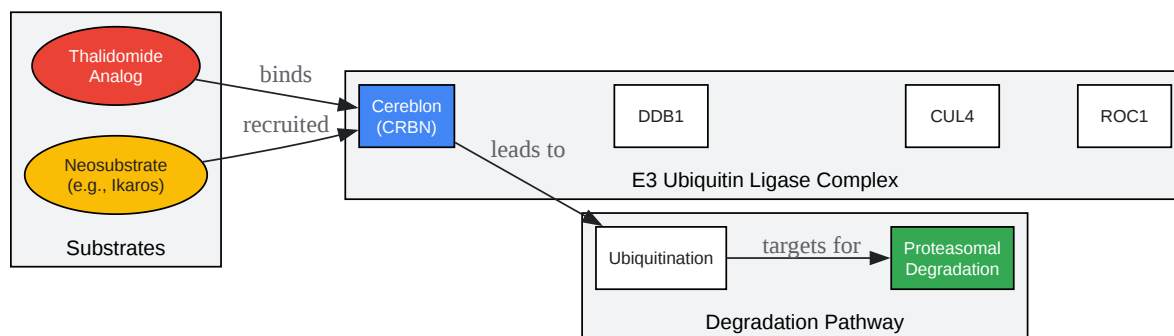 Thalidomide
Analog
binds
Neosubstrate
(e.g., Ikaros)
recruited
Substrates
Cereblon
(CRBN)
DDB1
CUL4
ROC1
E3 Ubiquitin Ligase Complex
leads to
Ubiquitination
targets for
Proteasomal
Degradation
Degradation Pathway